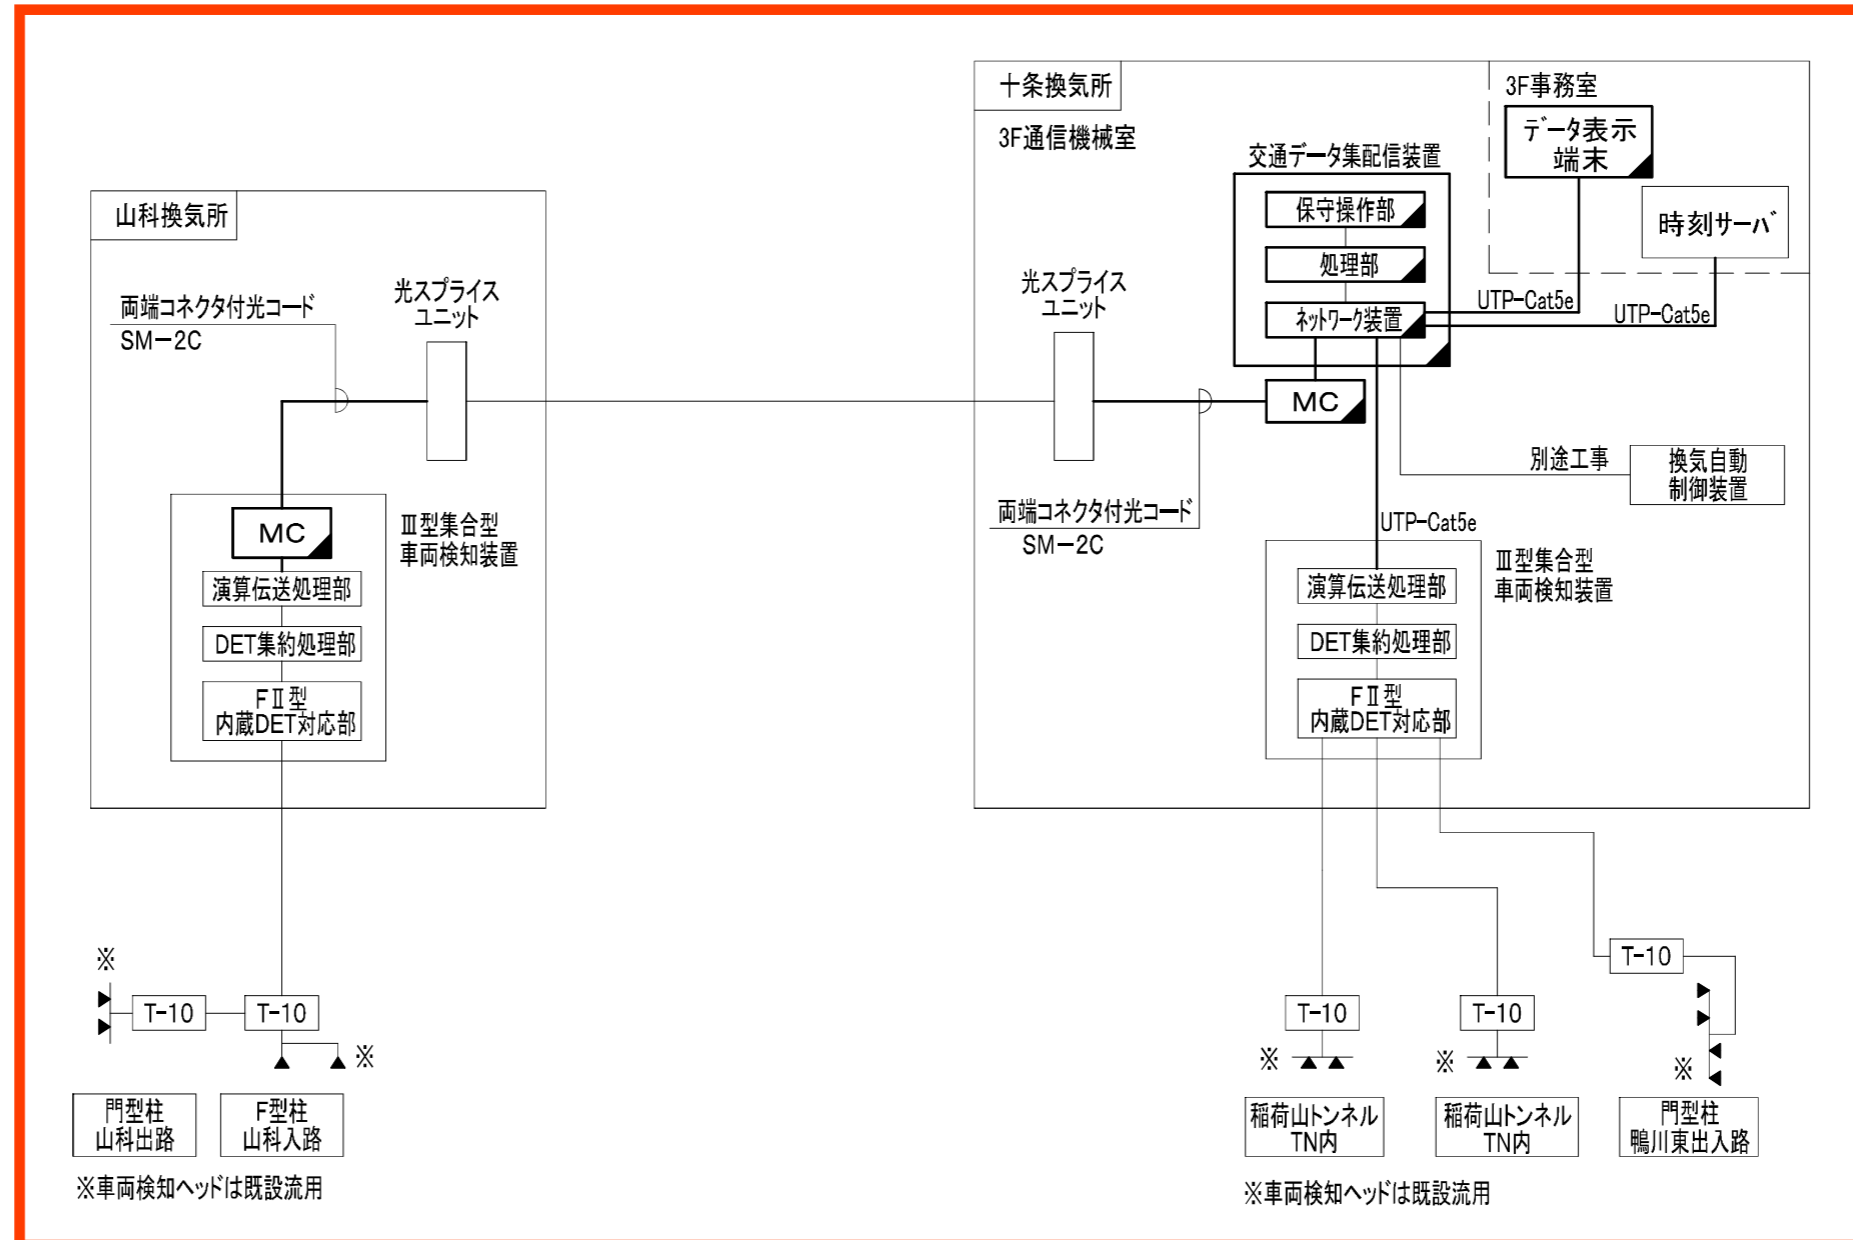 十条換気所
3F通信機械室
3F事務室
データ表示
端末
時刻サーバ
交通データ集配信装置
保守操作部
処理部
ネットワーク装置
UTP-Cat5e
UTP-Cat5e
MC
光スプライス
ユニット
両端コネクタ付光コード
SM-2C
別途工事
換気自動
制御装置
UTP-Cat5e
Ⅲ型集合型
車両検知装置
演算伝送処理部
DET集約処理部
FⅡ型
内蔵DET対応部
山科換気所
両端コネクタ付光コード
SM-2C
光スプライス
ユニット
MC
Ⅲ型集合型
車両検知装置
演算伝送処理部
DET集約処理部
FⅡ型
内蔵DET対応部
※
T-10
T-10
※
門型柱
山科出路
F型柱
山科入路
※車両検知ヘッドは既設流用
T-10
T-10
T-10
※
※
※
稲荷山トンネル
TN内
稲荷山トンネル
TN内
門型柱
鴨川東出入路
※車両検知ヘッドは既設流用